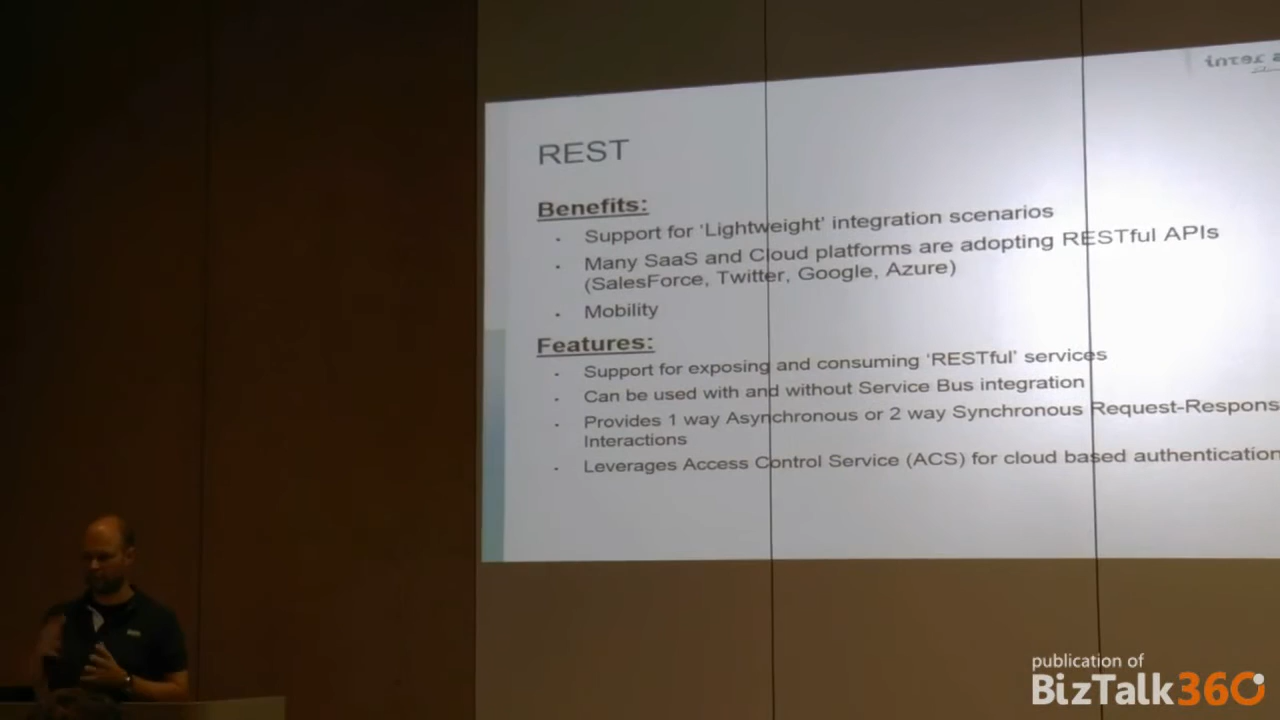 inter
REST
Benefits:
Support for ‘Lightweight’ integration scenarios
Many SaaS and Cloud platforms are adopting RESTful APIs
(SalesForce, Twitter, Google, Azure)
Mobility
Features:
Support for exposing and consuming ‘RESTful’ services
Can be used with and without Service Bus integration
Provides 1 way Asynchronous or 2 way Synchronous Request-Respons
Interactions
Leverages Access Control Service (ACS) for cloud based authentication
publication of
BizTalk360